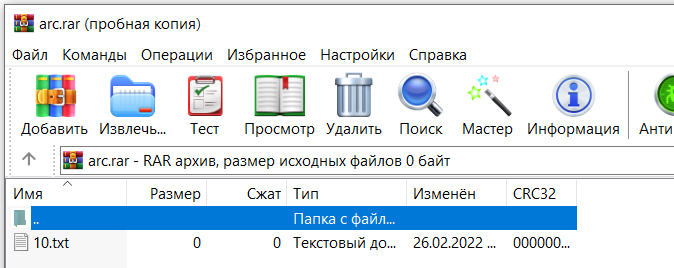 arc.rar (пробная копия)
Файл Команды Операции Избранное Настройки Справка
Добавить Извлечь... Тест Просмотр Удалить Поиск Мастер Информация Анти
arc.rar - RAR архив, размер исходных файлов 0 байт
Имя Размер Сжат Тип Изменён CRC32
.. Папка с файл...
10.txt 0 0 Текстовый до... 26.02.2022 ... 000000...